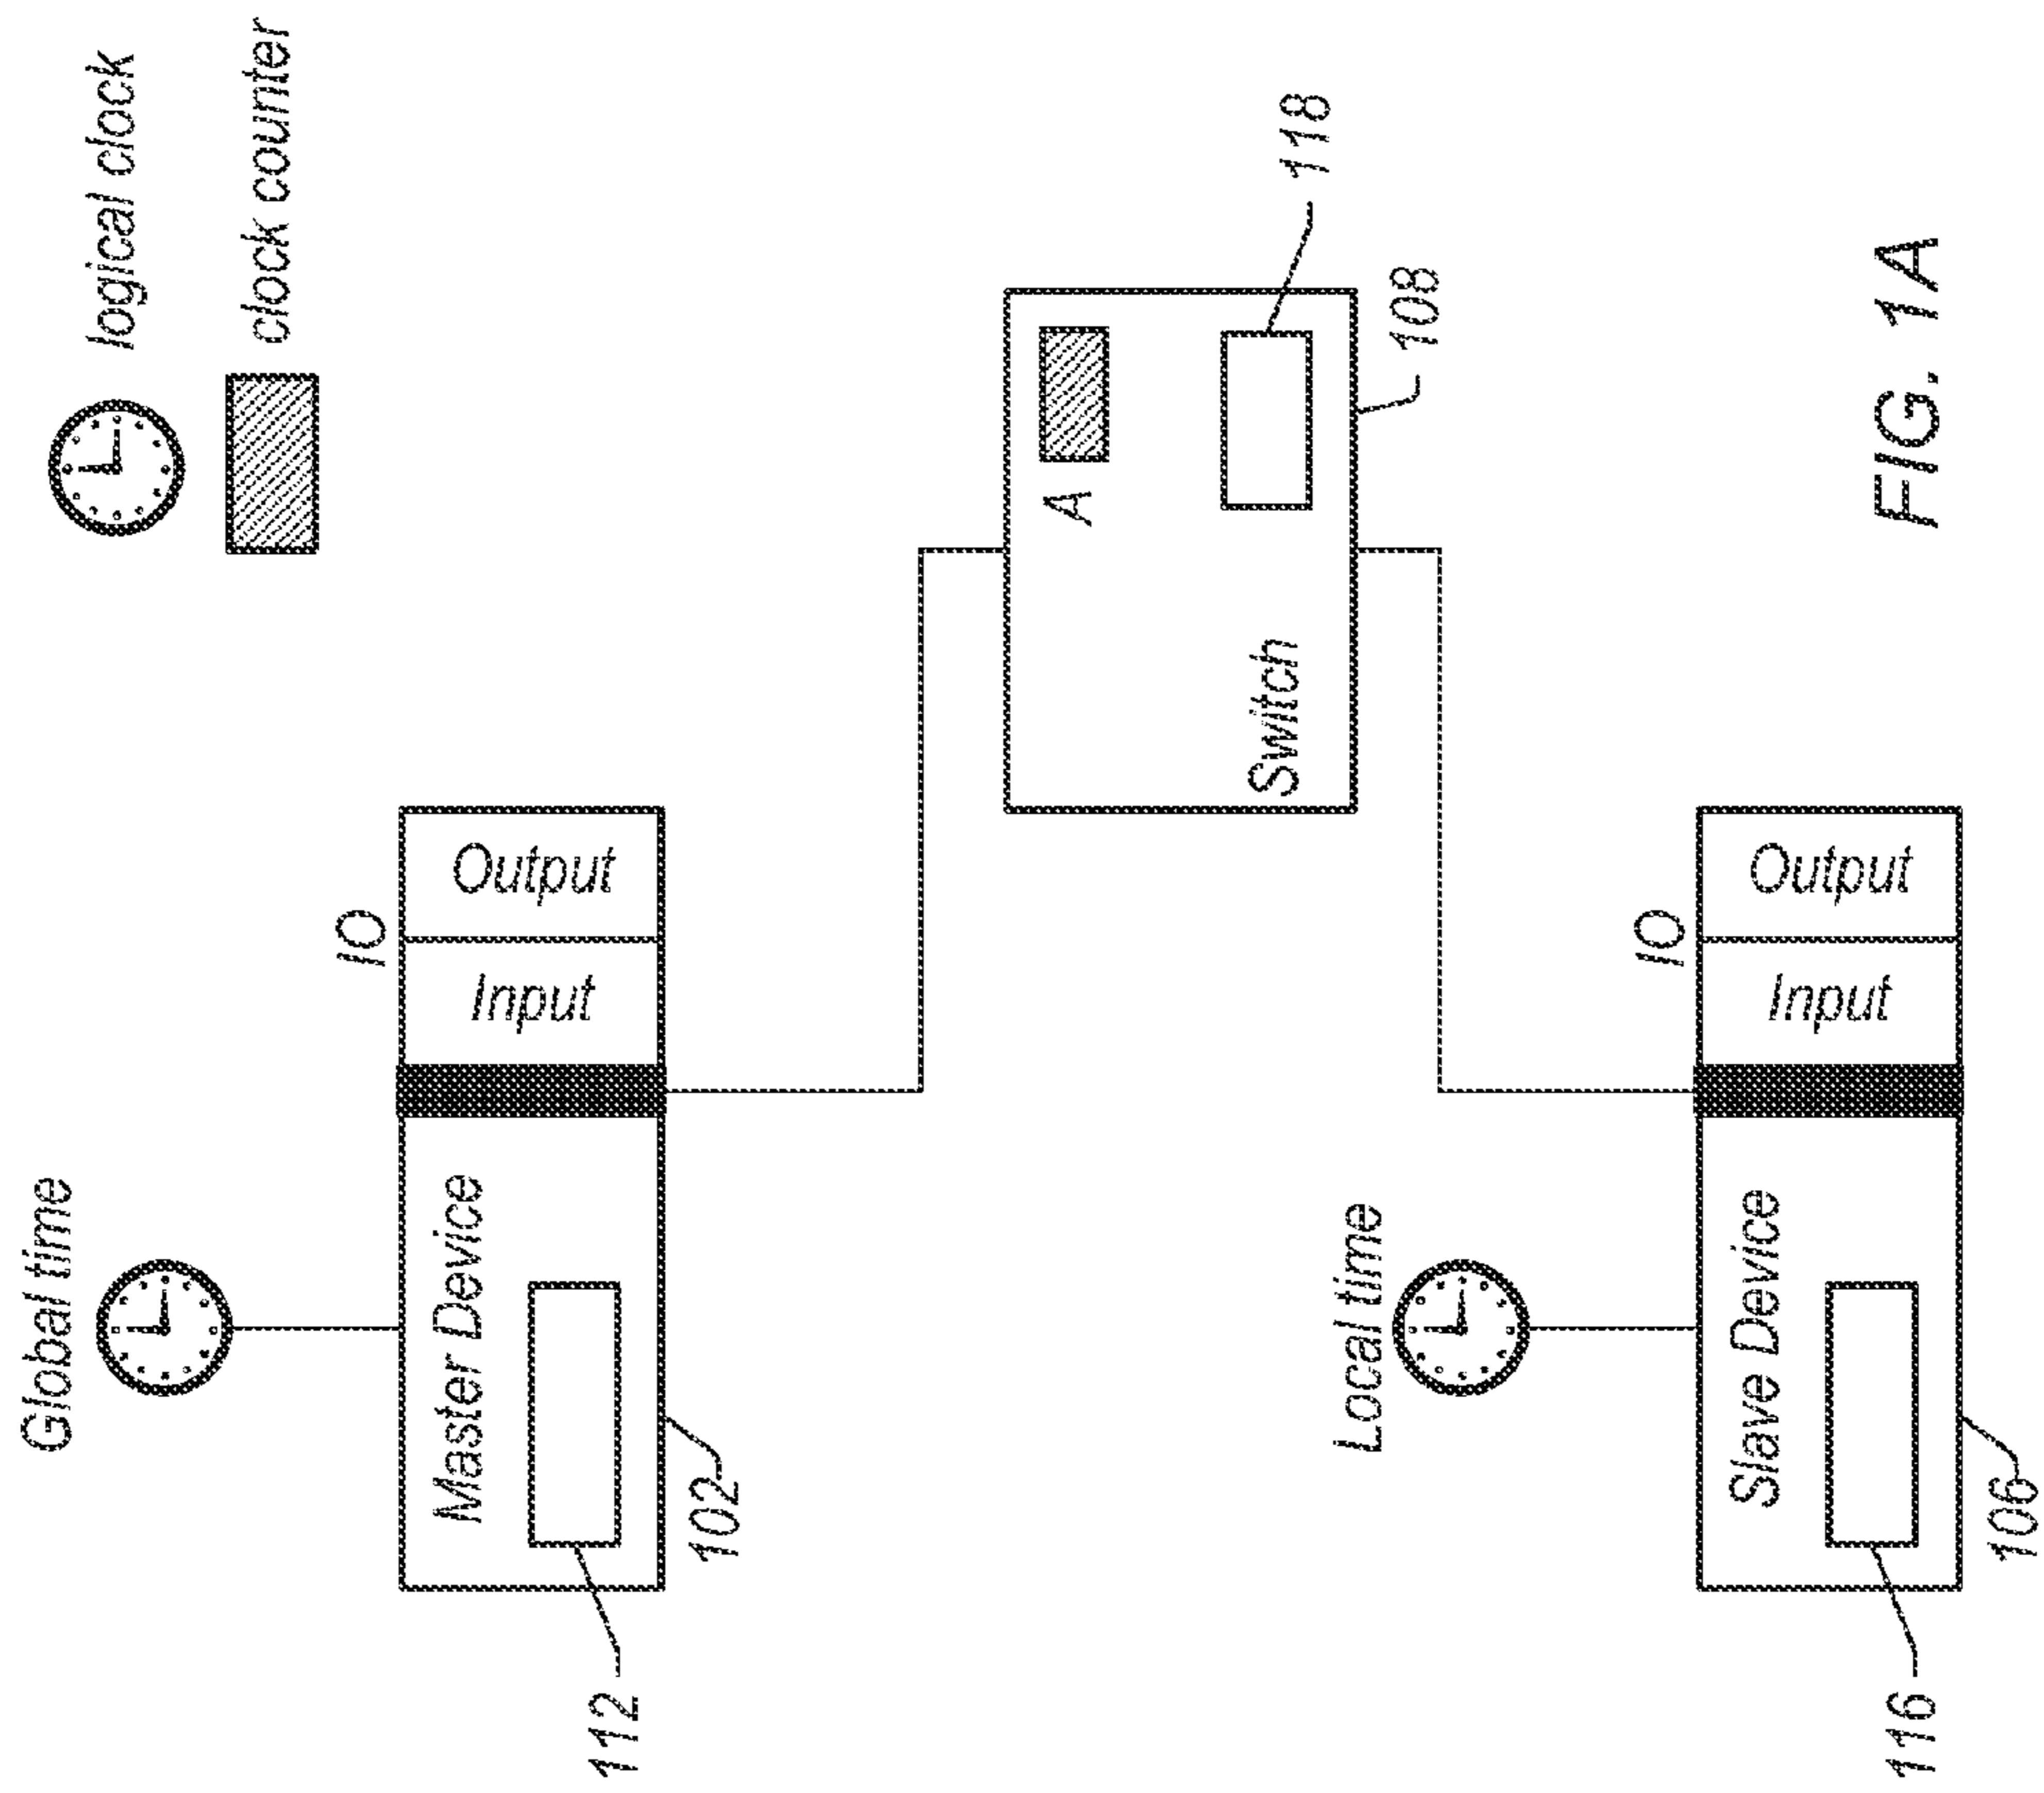 Global time
logical clock
clock counter
IO
Master Device
Input
Output
112
102
A
Switch
118
108
Local time
IO
Slave Device
Input
Output
116
106
FIG. 1A